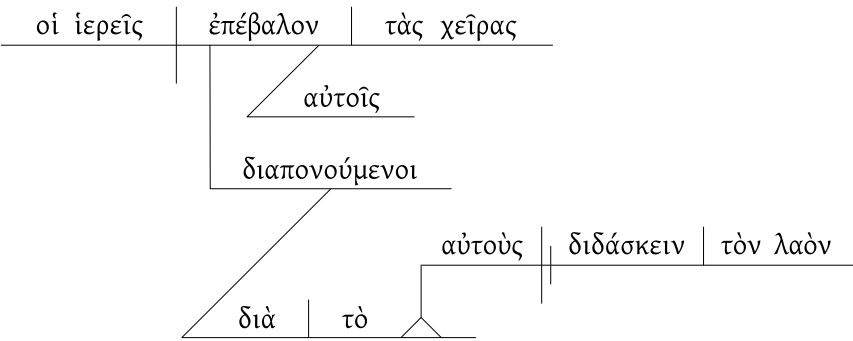 οἱ ἱερεῖς ἐπέβαλον τὰς χεῖρας
αὐτοῖς
διαπονούμενοι
αὐτοὺς διδάσκειν τὸν λαὸν
διὰ τὸ